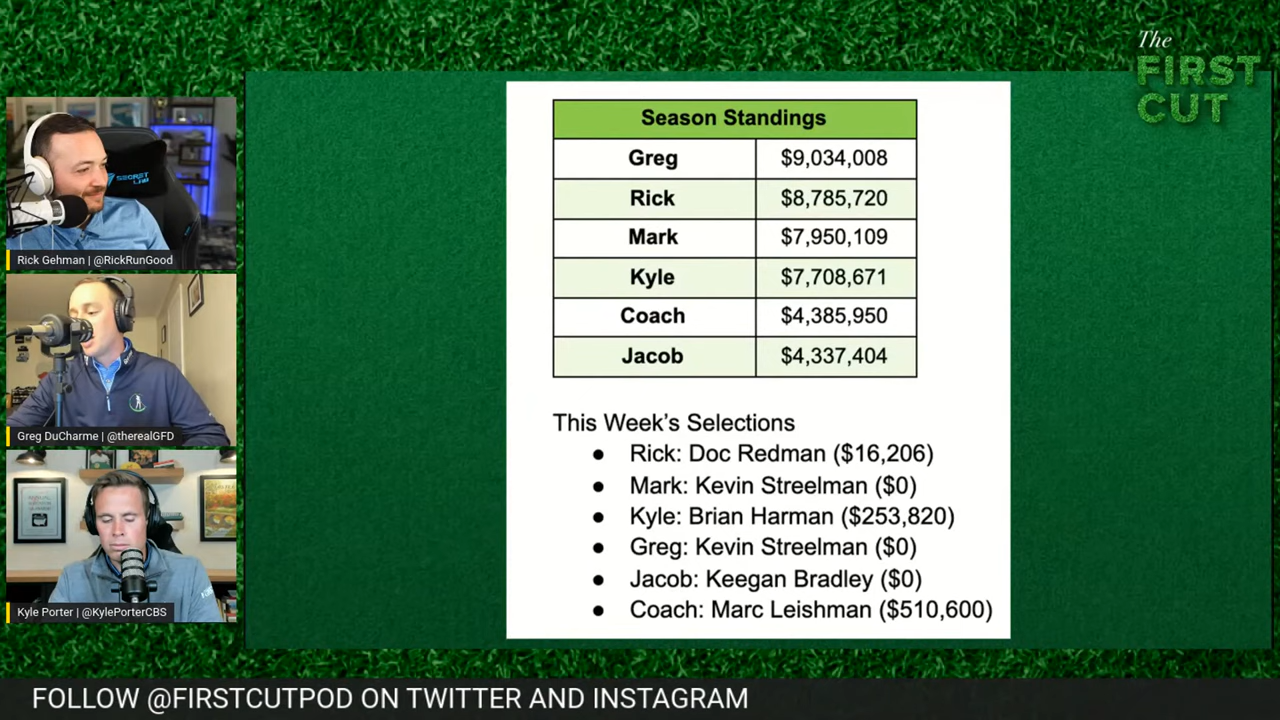 The
FIRST
CUT
SECRET
LAB
Rick Gehman | @RickRunGood
Greg DuCharme | @therealGFD
Kyle Porter | @KylePorterCBS
Season Standings
Greg $9,034,008
Rick $8,785,720
Mark $7,950,109
Kyle $7,708,671
Coach $4,385,950
Jacob $4,337,404
This Week's Selections
● Rick: Doc Redman ($16,206)
● Mark: Kevin Streelman ($0)
● Kyle: Brian Harman ($253,820)
● Greg: Kevin Streelman ($0)
● Jacob: Keegan Bradley ($0)
● Coach: Marc Leishman ($510,600)
FOLLOW @FIRSTCUTPOD ON TWITTER AND INSTAGRAM